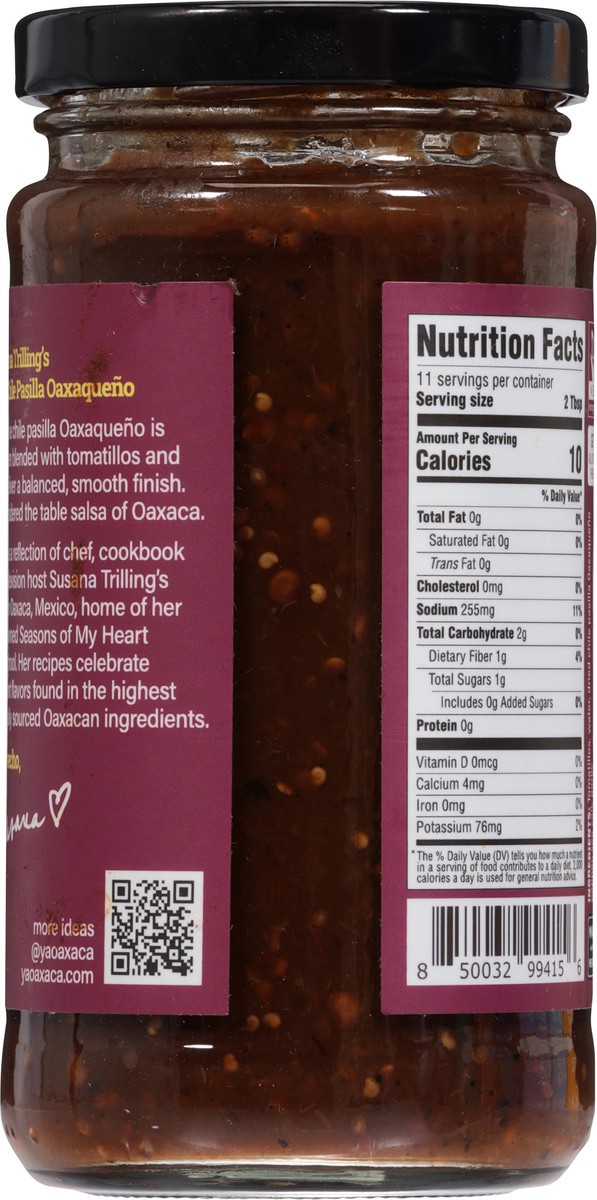 Trilling's
Pasilla Oaxaqueño
chile pasilla Oaxaqueño is
blended with tomatillos and
a balanced, smooth finish.
the table salsa of Oaxaca.
reflection of chef, cookbook
host Susana Trilling's
Oaxaca, Mexico, home of her
Seasons of My Heart
Her recipes celebrate
flavors found in the highest
sourced Oaxacan ingredients.
more ideas
@yaoaxaca
yaoaxaca.com
Nutrition Facts
11 servings per container
Serving size 2 Tbsp
Amount Per Serving
Calories 10
% Daily Value*
Total Fat 0g 0%
Saturated Fat 0g 0%
Trans Fat 0g
Cholesterol 0mg 0%
Sodium 255mg 11%
Total Carbohydrate 2g 0%
Dietary Fiber 1g 4%
Total Sugars 1g
Includes 0g Added Sugars 0%
Protein 0g
Vitamin D 0mcg 0%
Calcium 4mg 0%
Iron 0mg 0%
Potassium 76mg 2%
* The % Daily Value (DV) tells you how much a nutrient
in a serving of food contributes to a daily diet. 2,000
calories a day is used for general nutrition advice.
8 50032 99415 6
INGREDIENTS: Tomatillos, water, dried chile pasilla Oaxaqueño